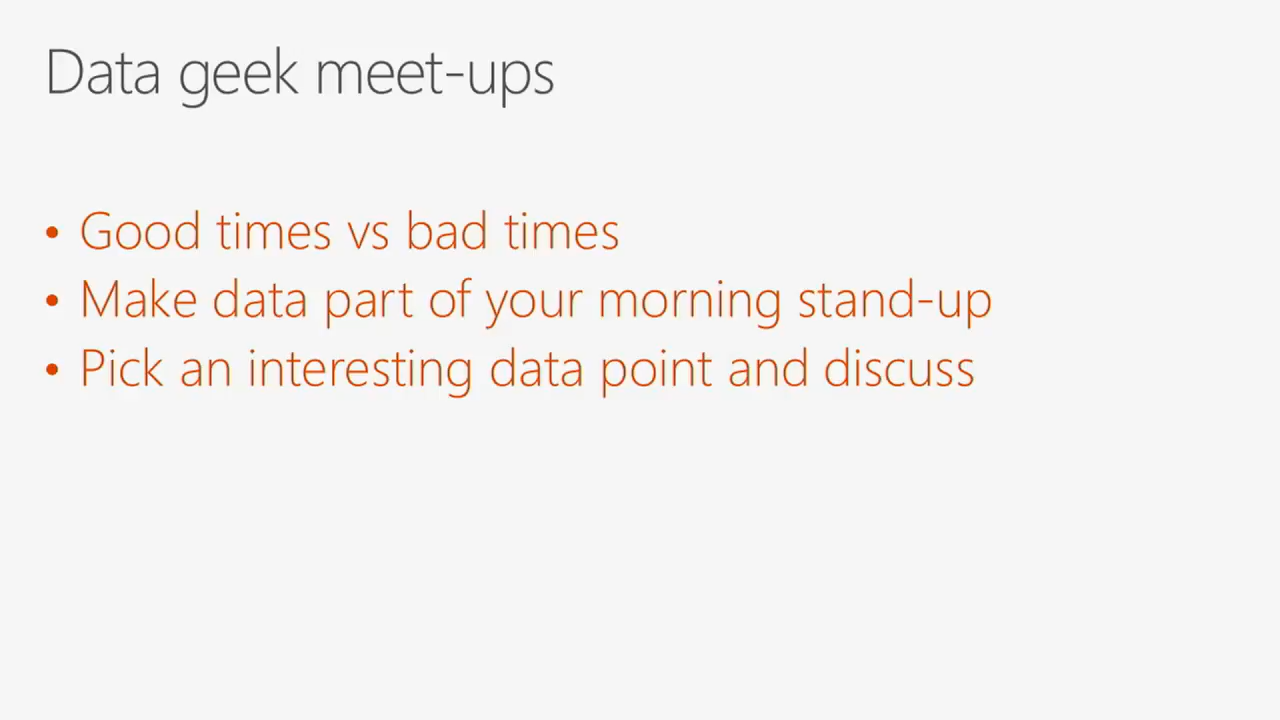 Data geek meet-ups
• Good times vs bad times
• Make data part of your morning stand-up
• Pick an interesting data point and discuss